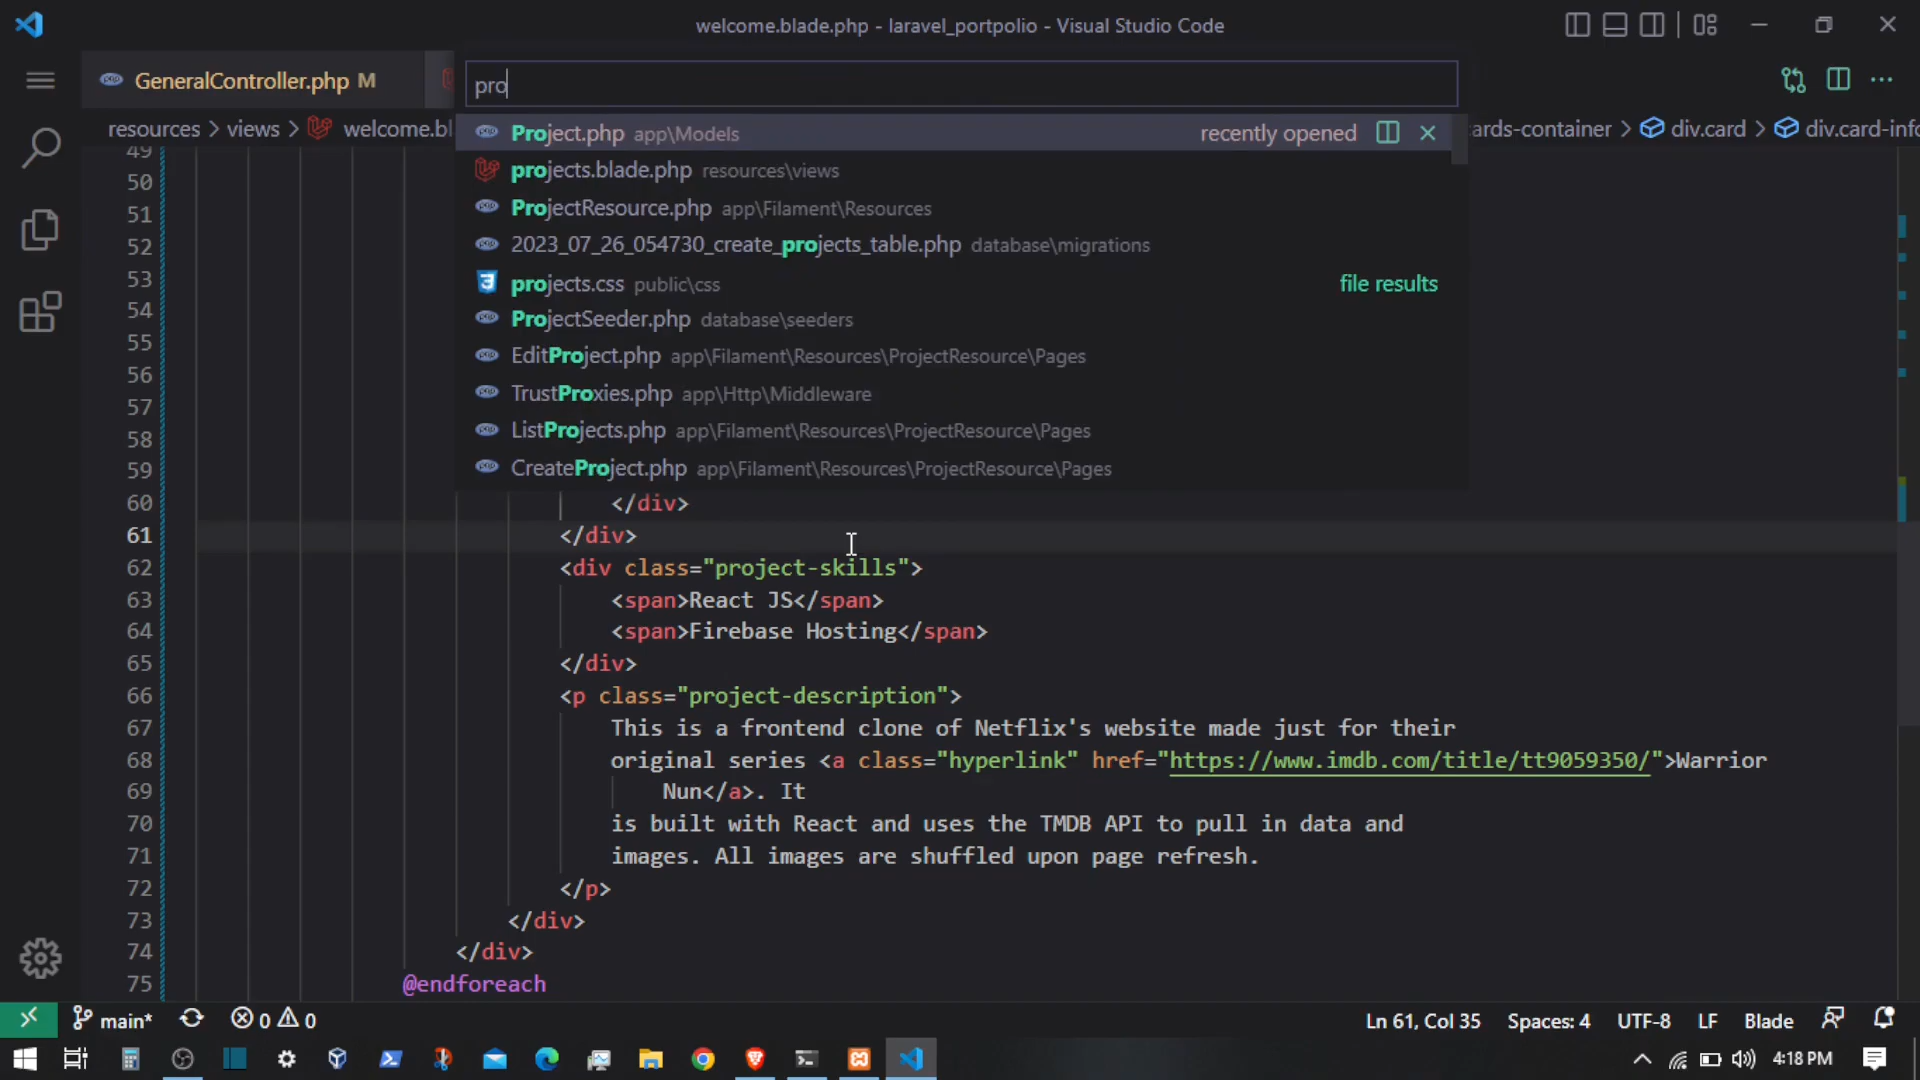 welcome.blade.php - laravel_portpolio - Visual Studio Code
GeneralController.php M
pro
resources > views > welcome.bl
ards-container > div.card > div.card-info
Project.php app\Models recently opened
projects.blade.php resources\views
ProjectResource.php app\Filament\Resources
2023_07_26_054730_create_projects_table.php database\migrations
projects.css public\css file results
ProjectSeeder.php database\seeders
EditProject.php app\Filament\Resources\ProjectResource\Pages
TrustProxies.php app\Http\Middleware
ListProjects.php app\Filament\Resources\ProjectResource\Pages
CreateProject.php app\Filament\Resources\ProjectResource\Pages
49
50
51
52
53
54
55
56
57
58
59
60 </div>
61 </div>
62 <div class="project-skills">
63 <span>React JS</span>
64 <span>Firebase Hosting</span>
65 </div>
66 <p class="project-description">
67 This is a frontend clone of Netflix's website made just for their
68 original series <a class="hyperlink" href="https://www.imdb.com/title/tt9059350/">Warrior
69 Nun</a>. It
70 is built with React and uses the TMDB API to pull in data and
71 images. All images are shuffled upon page refresh.
72 </p>
73 </div>
74 </div>
75 @endforeach
main* 0 0 Ln 61, Col 35 Spaces: 4 UTF-8 LF Blade
4:18 PM